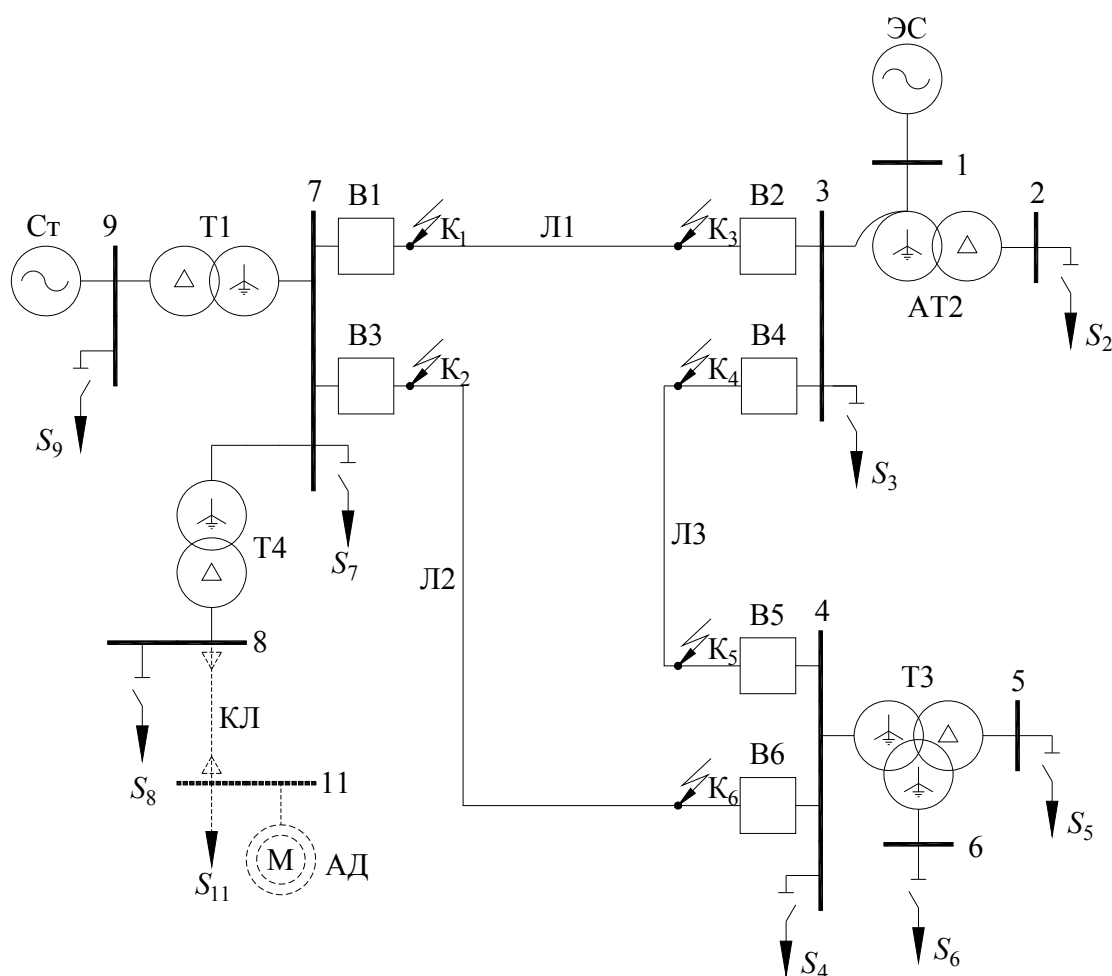 ЭС
1
7
В1
В2
3
2
Ст
9
Т1
К₁
Л1
К₃
АТ2
S₂
В3
В4
К₂
К₄
S₉
S₃
Т4
S₇
Л3
Л2
8
В5
4
К₅
Т3
5
КЛ
S₈
11
В6
К₆
S₅
М
АД
6
S₁₁
S₄
S₆